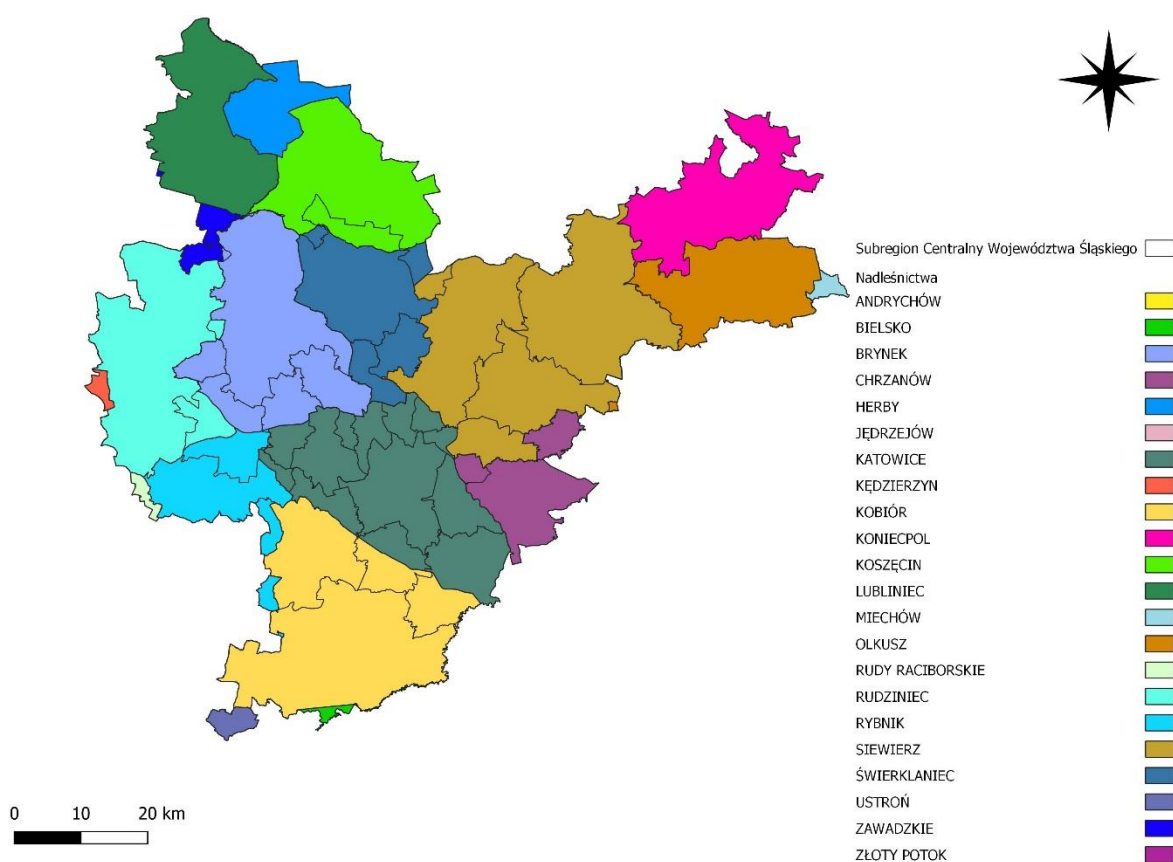 Subregion Centralny Województwa Śląskiego
Nadleśnictwa
ANDRYCHÓW
BIELSKO
BRYNEK
CHRZANÓW
HERBY
JĘDRZEJÓW
KATOWICE
KĘDZIERZYN
KOBIÓR
KONIECPOL
KOSZĘCIN
LUBLINIEC
MIECHÓW
OLKUSZ
RUDY RACIBORSKIE
RUDZINIEC
RYBNIK
SIEWIERZ
ŚWIERKLANIEC
USTROŃ
ZAWADZKIE
ZŁOTY POTOK
0 10 20 km